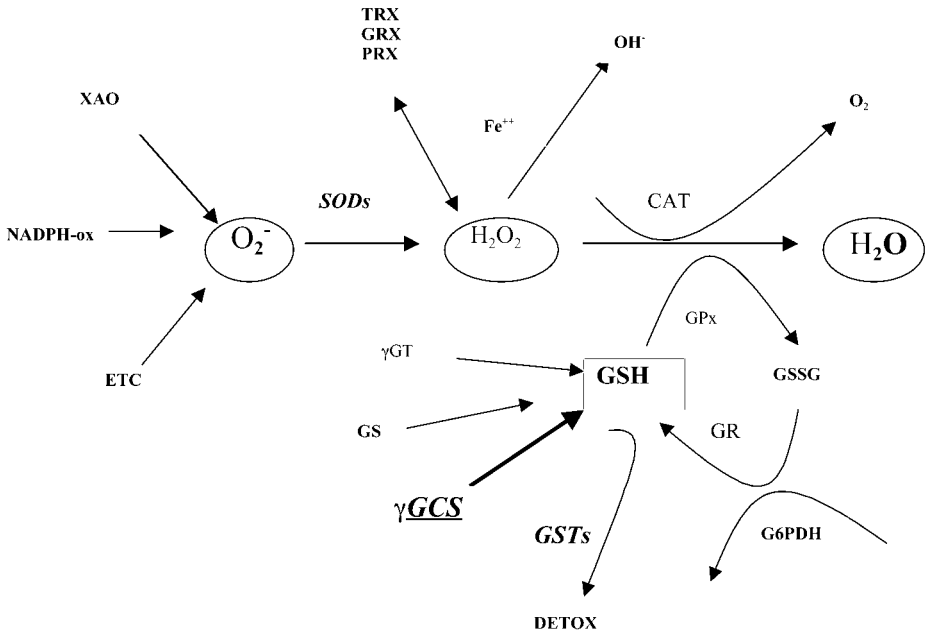 TRX
GRX
PRX
OH⁻
XAO
O₂
Fe⁺⁺
SODs
CAT
NADPH-ox
O₂⁻
H₂O₂
H₂O
GPx
γGT
GSH
GSSG
GS
GR
γGCS
GSTs
G6PDH
ETC
DETOX